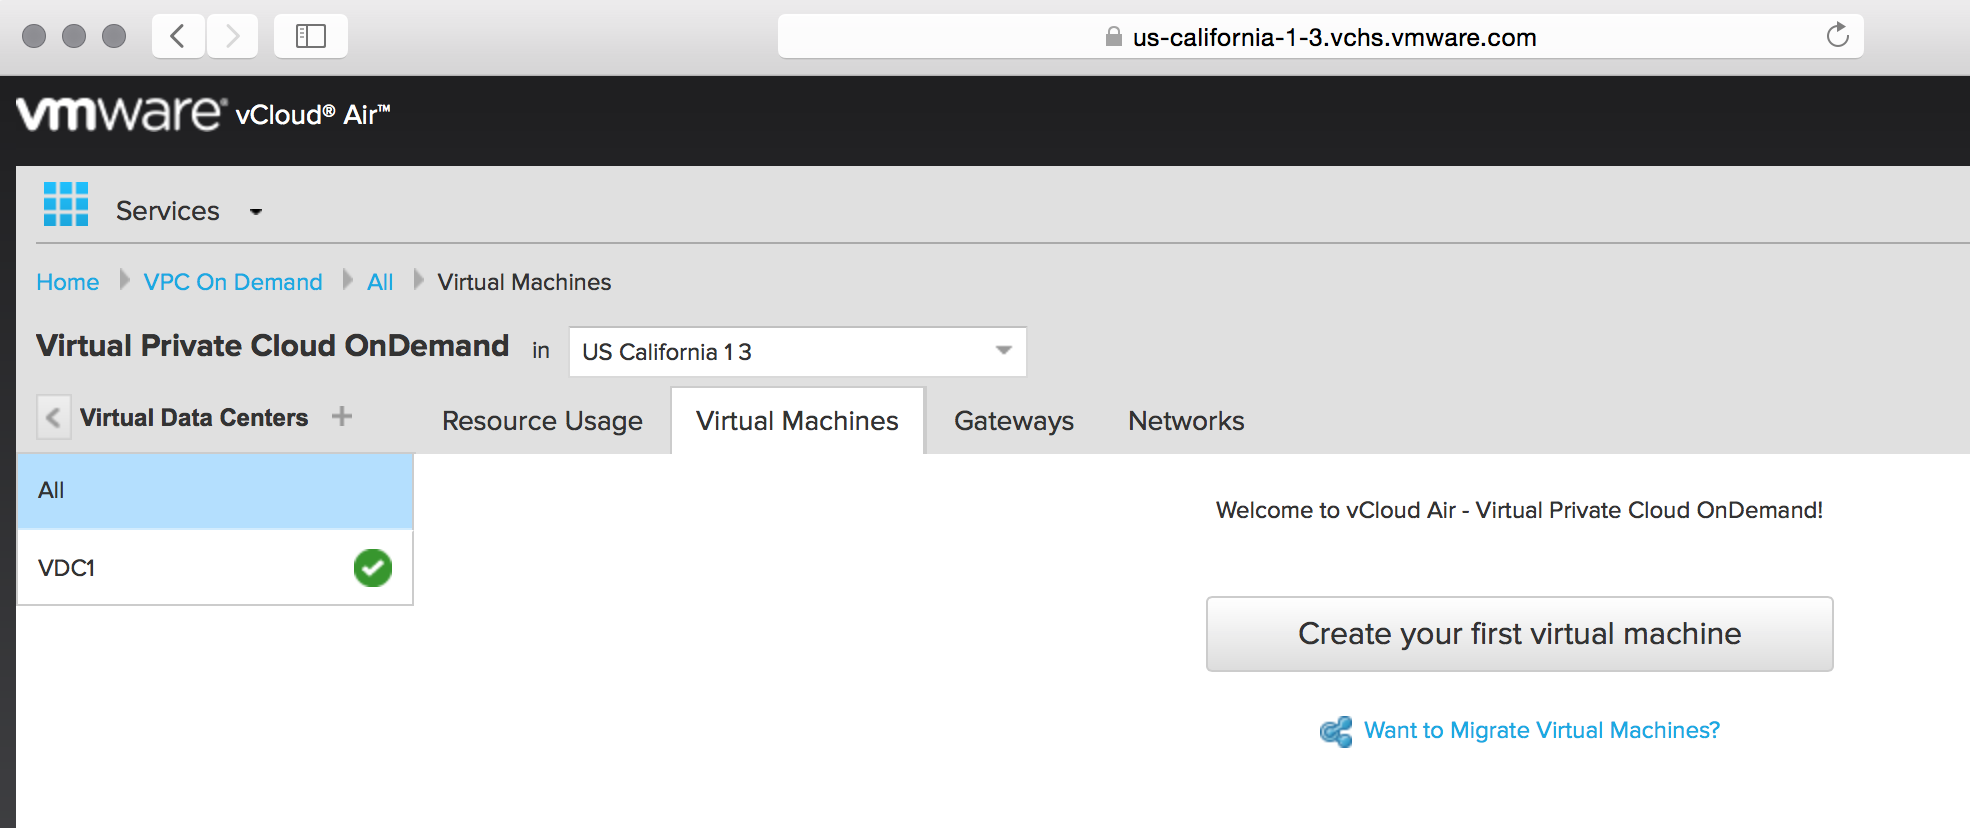 us-california-1-3.vchs.vmware.com
vmware® vCloud® Air™
Services
Home VPC On Demand All Virtual Machines
Virtual Private Cloud OnDemand in US California 1 3
Virtual Data Centers + Resource Usage Virtual Machines Gateways Networks
All
Welcome to vCloud Air - Virtual Private Cloud OnDemand!
VDC1
Create your first virtual machine
Want to Migrate Virtual Machines?